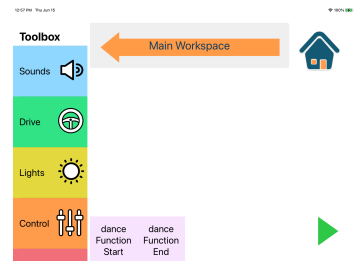 12:57 PM Thu Jun 15
100%
Toolbox
Main Workspace
Sounds
Drive
Lights
Control
dance Function Start
dance Function End